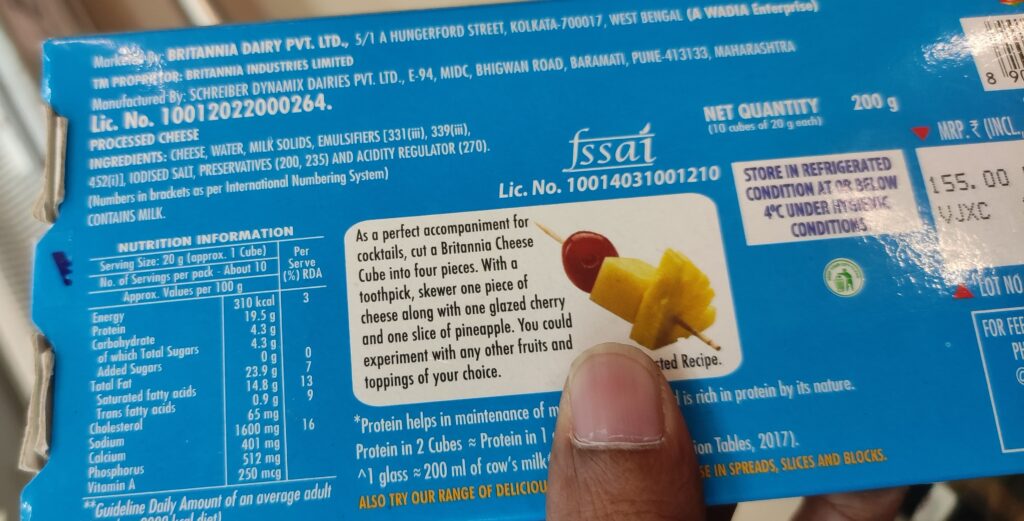 Marketed By: BRITANNIA DAIRY PVT. LTD., 5/1 A HUNGERFORD STREET, KOLKATA-700017, WEST BENGAL (A WADIA Enterprise)
TM PROPRIETOR: BRITANNIA INDUSTRIES LIMITED
Manufactured By: SCHREIBER DYNAMIX DAIRIES PVT. LTD., E-94, MIDC, BHIGWAN ROAD, BARAMATI, PUNE-413133, MAHARASHTRA
Lic. No. 10012022000264.
PROCESSED CHEESE
INGREDIENTS: CHEESE, WATER, MILK SOLIDS, EMULSIFIERS [331(iii), 339(iii),
452(i)], IODISED SALT, PRESERVATIVES (200, 235) AND ACIDITY REGULATOR (270).
(Numbers in brackets as per International Numbering System)
CONTAINS MILK.
fssai
Lic. No. 10014031001210
NET QUANTITY 200 g
(10 cubes of 20 g each)
STORE IN REFRIGERATED
CONDITION AT OR BELOW
4°C UNDER HYGIENIC
CONDITIONS
8 90
MRP. ₹ (INCL.
155.00
VJXC
LOT NO
FOR FEE
NUTRITION INFORMATION
Serving Size: 20 g (approx. 1 Cube)
No. of Servings per pack - About 10
Approx. Values per 100 g Per Serve (%) RDA
Energy 310 kcal 3
Protein 19.5 g
Carbohydrate 4.3 g
of which Total Sugars 4.3 g
Added Sugars 0 g 0
Total Fat 23.9 g 7
Saturated fatty acids 14.8 g 13
Trans fatty acids 0.9 g 9
Cholesterol 65 mg
Sodium 1600 mg 16
Calcium 401 mg
Phosphorus 512 mg
Vitamin A 250 mcg
**Guideline Daily Amount of an average adult
kcal diet)
As a perfect accompaniment for
cocktails, cut a Britannia Cheese
Cube into four pieces. With a
toothpick, skewer one piece of
cheese along with one glazed cherry
and one slice of pineapple. You could
experiment with any other fruits and
toppings of your choice.
sted Recipe.
*Protein helps in maintenance of m
is rich in protein by its nature.
Protein in 2 Cubes ≈ Protein in 1
ion Tables, 2017).
^1 glass ≈ 200 ml of cow's milk
ALSO TRY OUR RANGE OF DELICIOU
SE IN SPREADS, SLICES AND BLOCKS.